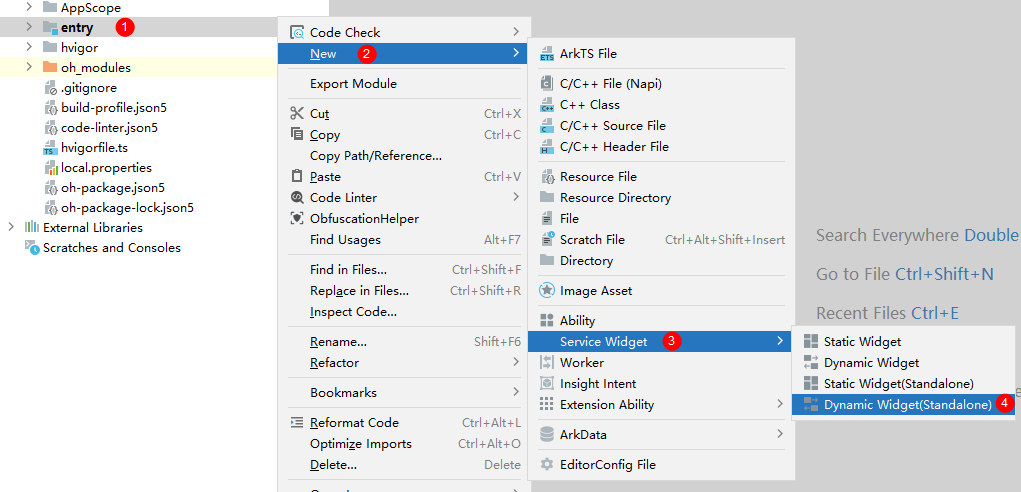 AppScope
entry 1
hvigor
oh_modules
.gitignore
build-profile.json5
code-linter.json5
hvigorfile.ts
local.properties
oh-package.json5
oh-package-lock.json5
External Libraries
Scratches and Consoles
Code Check
New 2
Export Module
Cut Ctrl+X
Copy Ctrl+C
Copy Path/Reference...
Paste Ctrl+V
Code Linter
ObfuscationHelper
Find Usages Alt+F7
Find in Files... Ctrl+Shift+F
Replace in Files... Ctrl+Shift+R
Inspect Code...
Rename... Shift+F6
Refactor
Bookmarks
Reformat Code Ctrl+Alt+L
Optimize Imports Ctrl+Alt+O
Delete... Delete
ArkTS File
C/C++ File (Napi)
C++ Class
C/C++ Source File
C/C++ Header File
Resource File
Resource Directory
File
Scratch File Ctrl+Alt+Shift+Insert
Directory
Image Asset
Ability
Service Widget 3
Worker
Insight Intent
Extension Ability
ArkData
EditorConfig File
Static Widget
Dynamic Widget
Static Widget(Standalone)
Dynamic Widget(Standalone) 4
Search Everywhere Double
Go to File Ctrl+Shift+N
Recent Files Ctrl+E